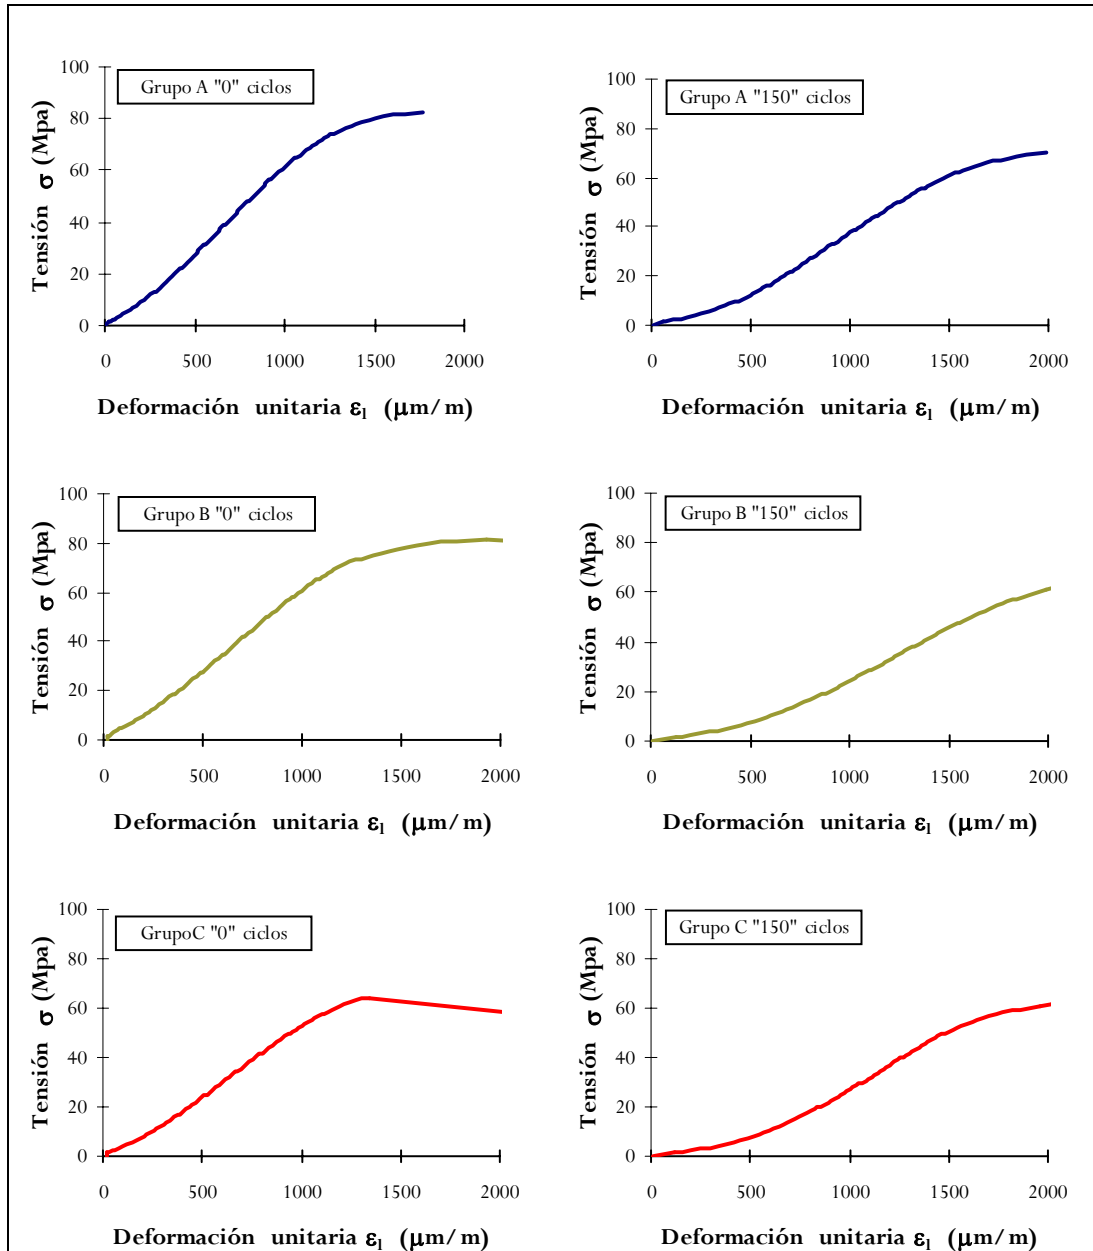 Grupo A "0" ciclos
Tensión σ (Mpa)
100
80
60
40
20
0
0 500 1000 1500 2000
Deformación unitaria εl (μm/m)
Grupo A "150" ciclos
Tensión σ (Mpa)
100
80
60
40
20
0
0 500 1000 1500 2000
Deformación unitaria εl (μm/m)
Grupo B "0" ciclos
Tensión σ (Mpa)
100
80
60
40
20
0
0 500 1000 1500 2000
Deformación unitaria εl (μm/m)
Grupo B "150" ciclos
Tensión σ (Mpa)
100
80
60
40
20
0
0 500 1000 1500 2000
Deformación unitaria εl (μm/m)
GrupoC "0" ciclos
Tensión σ (Mpa)
100
80
60
40
20
0
0 500 1000 1500 2000
Deformación unitaria εl (μm/m)
Grupo C "150" ciclos
Tensión σ (Mpa)
100
80
60
40
20
0
0 500 1000 1500 2000
Deformación unitaria εl (μm/m)